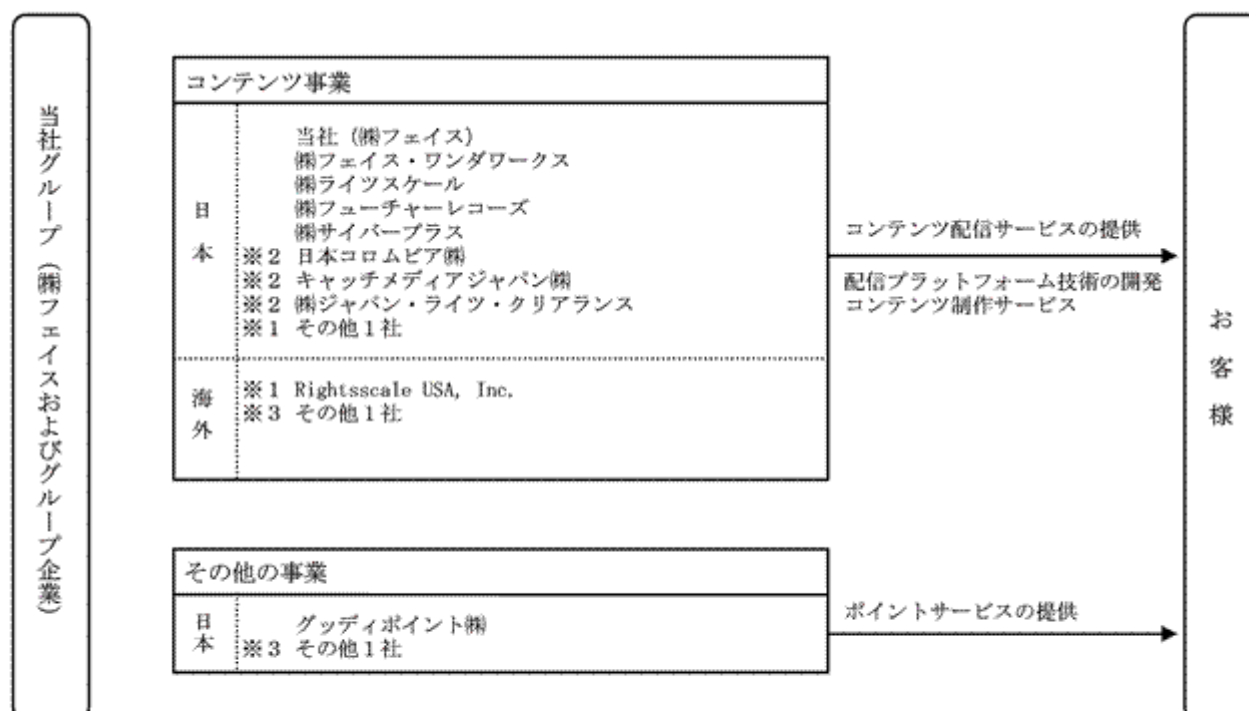 当社グループ（㈱フェイスおよびグループ企業）
コンテンツ事業
日本
当社（㈱フェイス）
㈱フェイス・ワンダワークス
㈱ライツスケール
㈱フューチャーレコーズ
㈱サイバープラス
※２ 日本コロムビア㈱
※２ キャッチメディアジャパン㈱
※２ ㈱ジャパン・ライツ・クリアランス
※１ その他１社
海外
※１ Rightsscale USA, Inc.
※３ その他１社
コンテンツ配信サービスの提供
配信プラットフォーム技術の開発
コンテンツ制作サービス
その他の事業
日本
グッディポイント㈱
※３ その他１社
ポイントサービスの提供
お客様